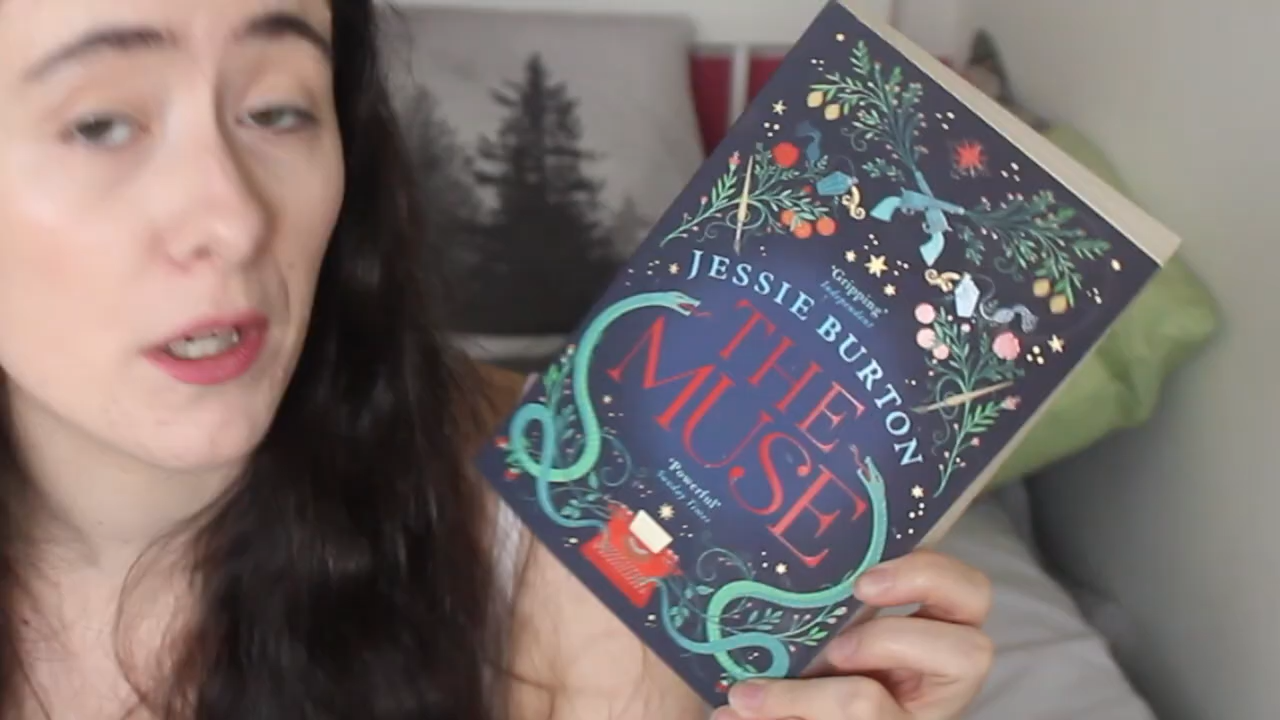 JESSIE BURTON
'Gripping'
Independent
THE
MUSE
'Powerful'
Sunday Times